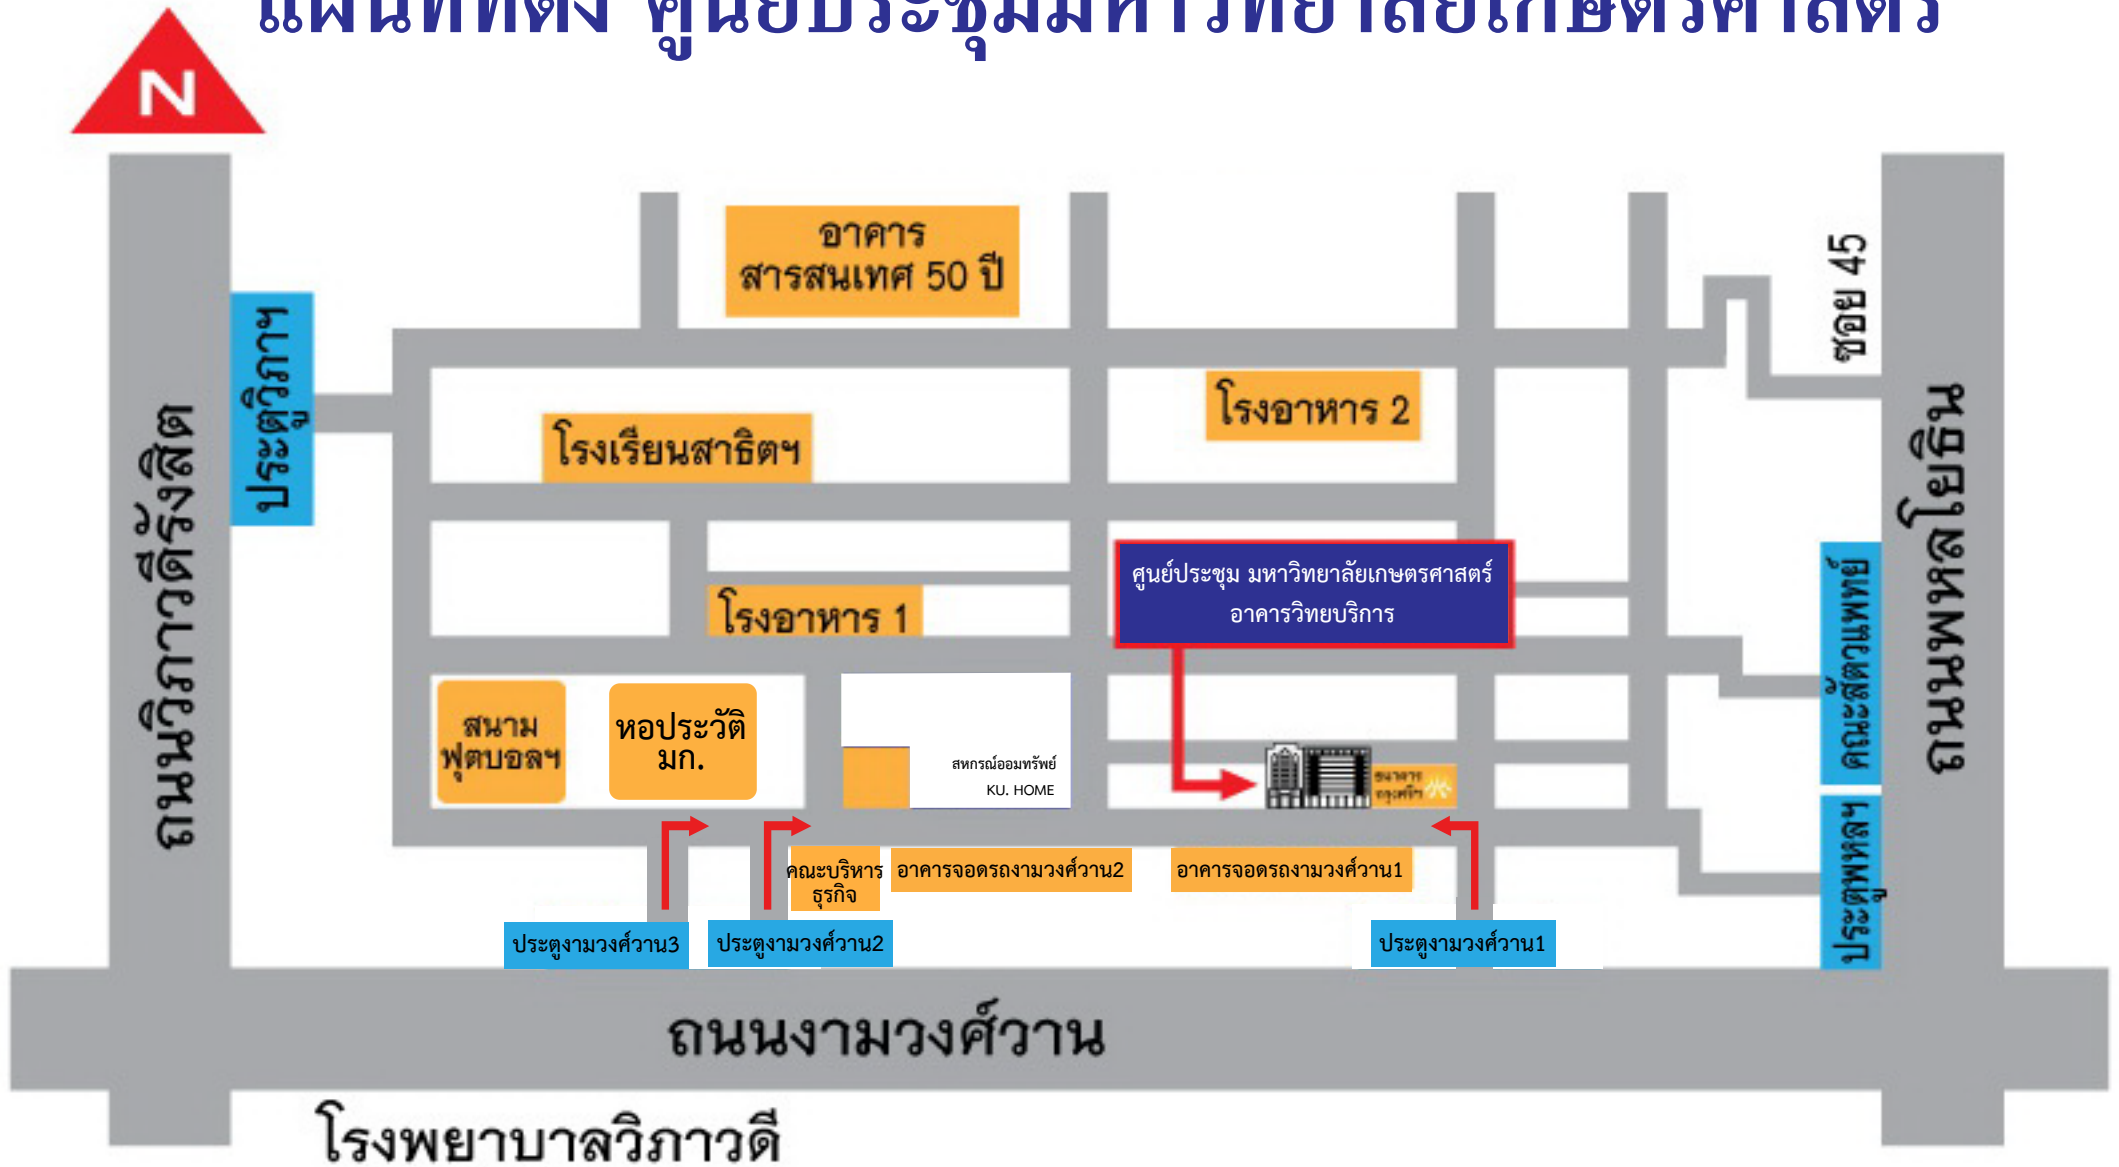 แผนที่ที่ตั้ง ศูนย์ประชุมมหาวิทยาลัยเกษตรศาสตร์
N
อาคาร
สารสนเทศ 50 ปี
ซอย 45
ประตูวิภาฯ
โรงอาหาร 2
โรงเรียนสาธิตฯ
ถนนวิภาวดีรังสิต
ถนนพหลโยธิน
ศูนย์ประชุม มหาวิทยาลัยเกษตรศาสตร์
อาคารวิทยบริการ
โรงอาหาร 1
คณะสัตวแพทย์
สนาม
ฟุตบอลฯ
หอประวัติ
มก.
สหกรณ์ออมทรัพย์
KU. HOME
ธนาคาร
กรุงศรีฯ
คณะบริหาร
ธุรกิจ
อาคารจอดรถงามวงศ์วาน2
อาคารจอดรถงามวงศ์วาน1
ประตูพหลฯ
ประตูงามวงศ์วาน3
ประตูงามวงศ์วาน2
ประตูงามวงศ์วาน1
ถนนงามวงศ์วาน
โรงพยาบาลวิภาวดี